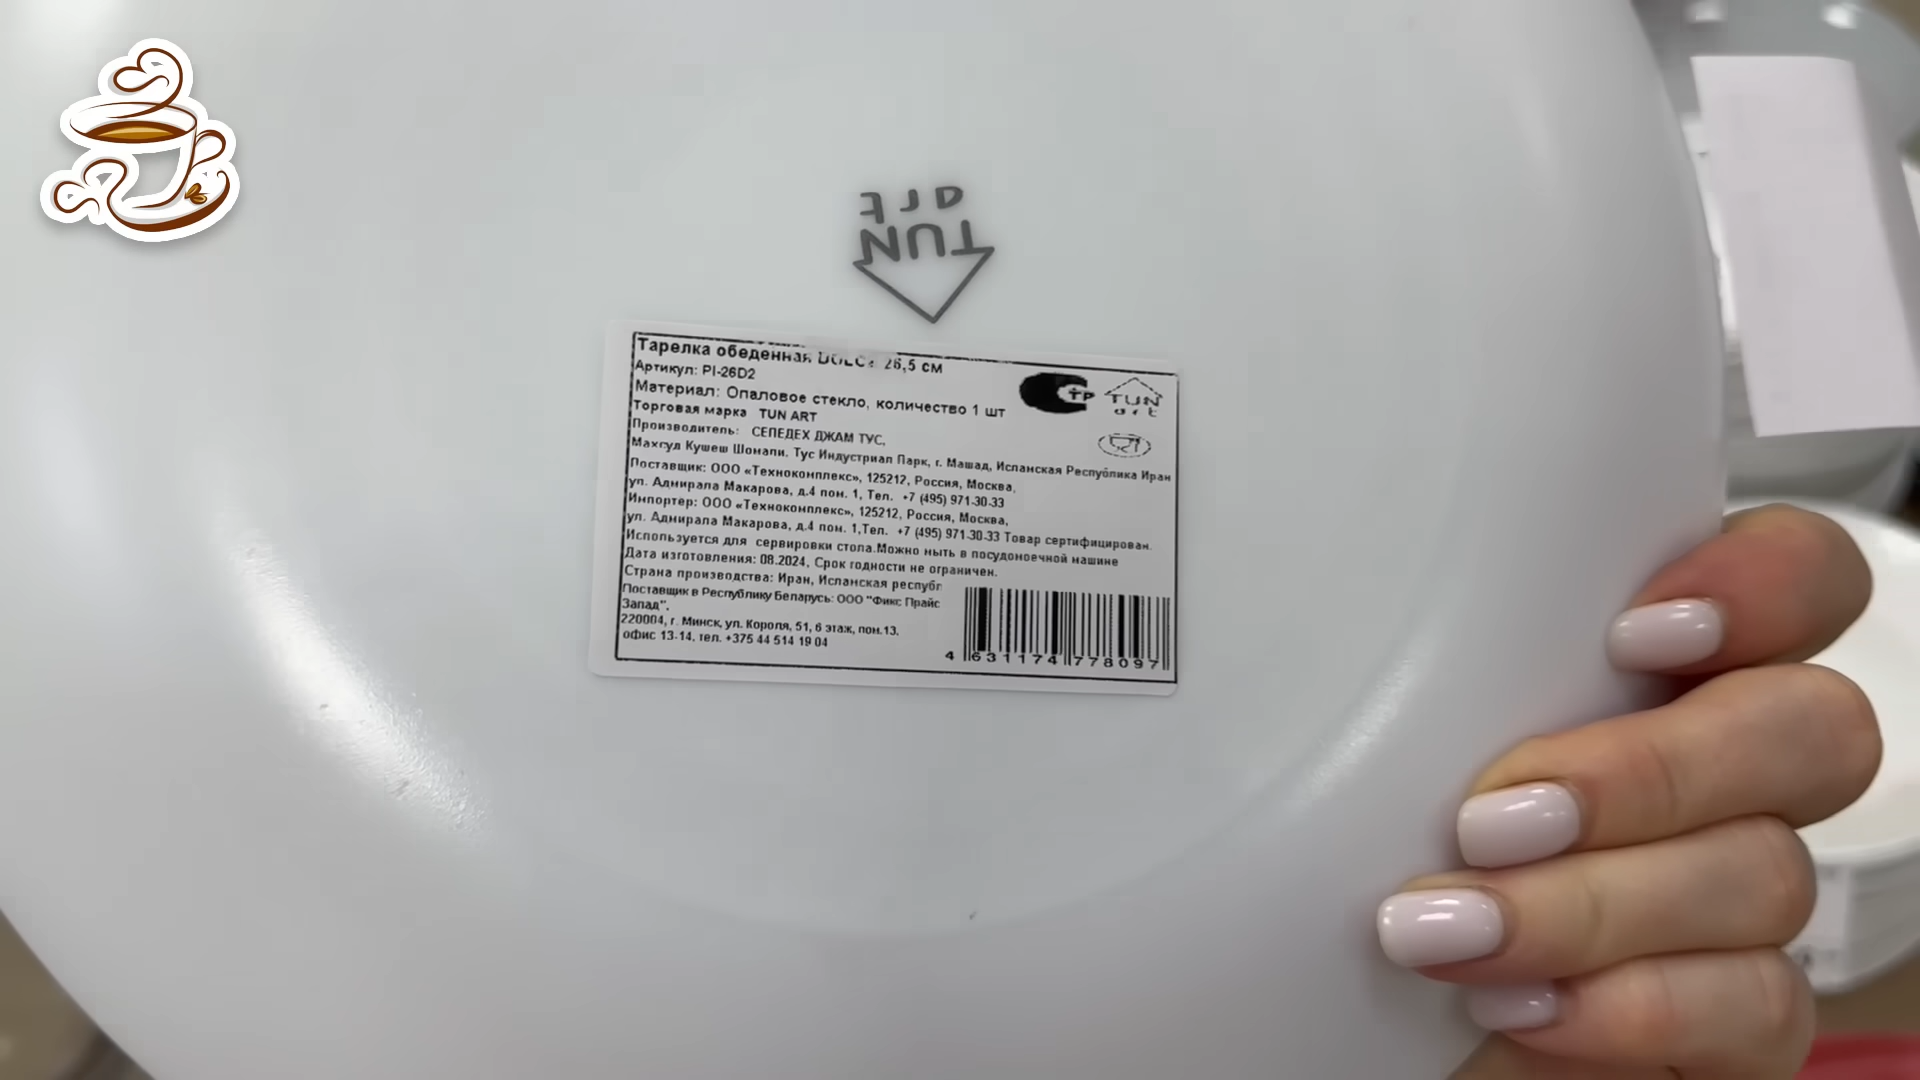 TUN
art
Тарелка обеденная 26,5 см
Артикул: PI-26D2
Материал: Опаловое стекло, количество 1 шт
Торговая марка TUN ART
Производитель: СЕПЕДЕХ ДЖАМ ТУС,
Махсуд Кушеш Шомали, Тус Индустриал Парк, г. Машад, Исламская Республика Иран
Поставщик: ООО «Технокомплекс», 125212, Россия, Москва,
ул. Адмирала Макарова, д.4 пом. 1, Тел. +7 (495) 971-30-33
Импортер: ООО «Технокомплекс», 125212, Россия, Москва,
ул. Адмирала Макарова, д.4 пом. 1,Тел. +7 (495) 971-30-33 Товар сертифицирован.
Используется для сервировки стола.Можно мыть в посудомоечной машине
Дата изготовления: 08.2024, Срок годности не ограничен.
Страна производства: Иран, Исламская республ
Поставщик в Республику Беларусь: ООО "Фикс Прайс
Запад",
220004, г. Минск, ул. Короля, 51, 6 этаж, пом.13,
офис 13-14, тел. +375 44 514 19 04
СТР
TUN
art
4 631174 778097